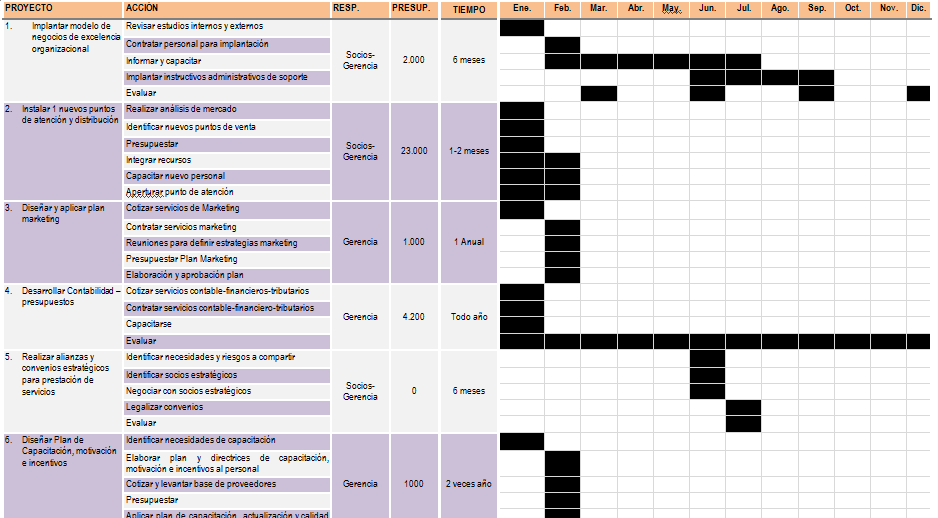 PROYECTO ACCIÓN RESP. PRESUP. TIEMPO Ene. Feb. Mar. Abr. May. Jun. Jul. Ago. Sep. Oct. Nov. Dic.
1. Implantar modelo de negocios de excelencia organizacional
Revisar estudios internos y externos
Contratar personal para implantación
Informar y capacitar
Implantar instructivos administrativos de soporte
Evaluar
Socios-Gerencia
2.000
6 meses
2. Instalar 1 nuevos puntos de atención y distribución
Realizar análisis de mercado
Identificar nuevos puntos de venta
Presupuestar
Integrar recursos
Capacitar nuevo personal
Aperturar punto de atención
Socios-Gerencia
23.000
1-2 meses
3. Diseñar y aplicar plan marketing
Cotizar servicios de Marketing
Contratar servicios marketing
Reuniones para definir estrategias marketing
Presupuestar Plan Marketing
Elaboración y aprobación plan
Gerencia
1.000
1 Anual
4. Desarrollar Contabilidad – presupuestos
Cotizar servicios contable-financieros-tributarios
Contratar servicios contable-financiero-tributarios
Capacitarse
Evaluar
Gerencia
4.200
Todo año
5. Realizar alianzas y convenios estratégicos para prestación de servicios
Identificar necesidades y riesgos a compartir
Identificar socios estratégicos
Negociar con socios estratégicos
Legalizar convenios
Evaluar
Socios-Gerencia
0
6 meses
6. Diseñar Plan de Capacitación, motivación e incentivos
Identificar necesidades de capacitación
Elaborar plan y directrices de capacitación, motivación e incentivos al personal
Cotizar y levantar base de proveedores
Presupuestar
Aplicar plan de capacitación, actualización y calidad
Gerencia
1000
2 veces año